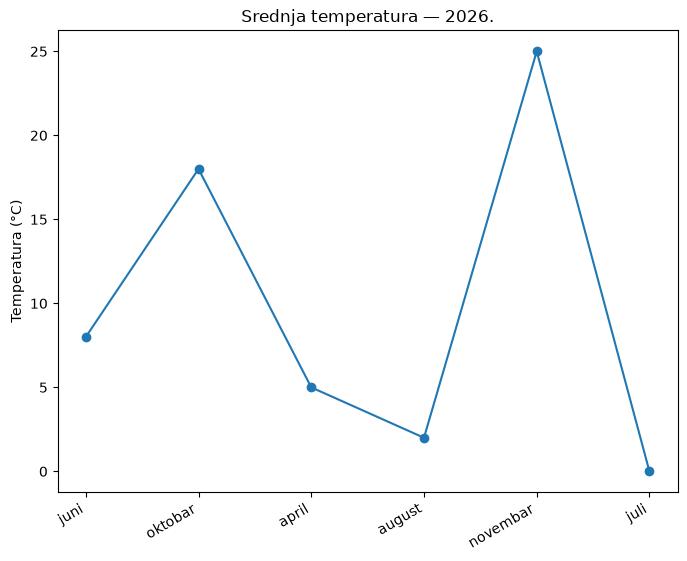 Srednja temperatura — 2026.
Temperatura (°C)
25
20
15
10
5
0
juni
oktobar
april
august
novembar
juli